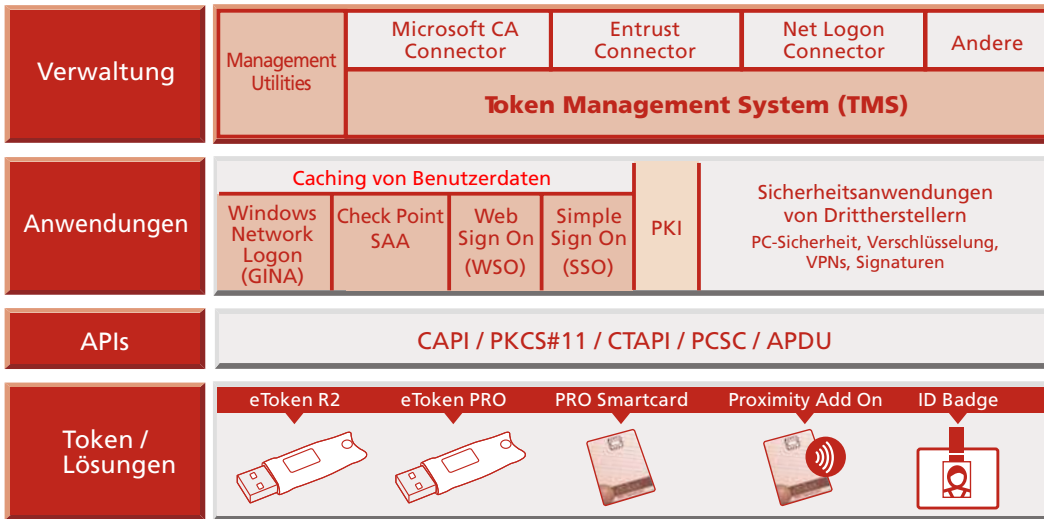 Verwaltung
Management
Utilities
Microsoft CA
Connector
Entrust
Connector
Net Logon
Connector
Andere
Token Management System (TMS)
Anwendungen
Caching von Benutzerdaten
Windows
Network
Logon
(GINA)
Check Point
SAA
Web
Sign On
(WSO)
Simple
Sign On
(SSO)
PKI
Sicherheitsanwendungen
von Drittherstellern
PC-Sicherheit, Verschlüsselung,
VPNs, Signaturen
APIs
CAPI / PKCS#11 / CTAPI / PCSC / APDU
Token /
Lösungen
eToken R2
eToken PRO
PRO Smartcard
Proximity Add On
ID Badge